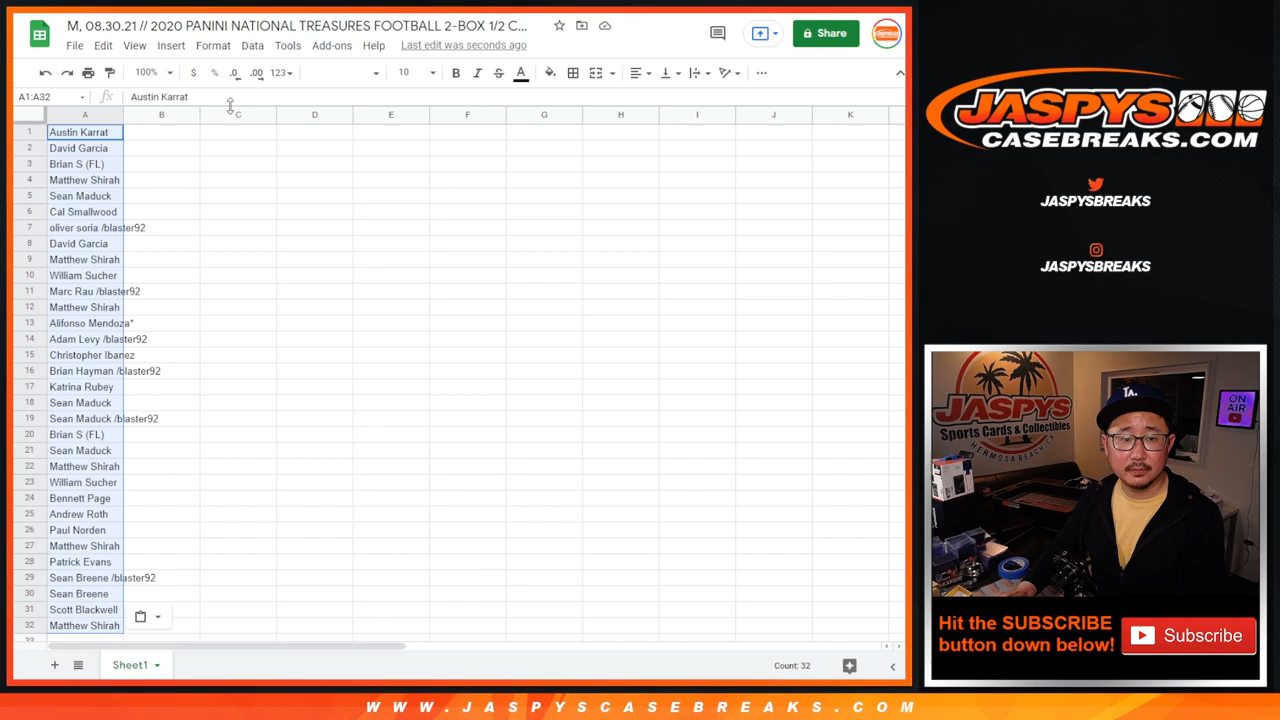 M, 08.30.21 // 2020 PANINI NATIONAL TREASURES FOOTBALL 2-BOX 1/2 C...
File Edit View Insert Format Data Tools Add-ons Help Last edit was seconds ago
Share
100% $ % .0 .00 123 10 B I S A
A1:A32 fx Austin Karrat
A B C D E F G H I J K
1 Austin Karrat
2 David Garcia
3 Brian S (FL)
4 Matthew Shirah
5 Sean Maduck
6 Cal Smallwood
7 oliver soria /blaster92
8 David Garcia
9 Matthew Shirah
10 William Sucher
11 Marc Rau /blaster92
12 Matthew Shirah
13 Alifonso Mendoza*
14 Adam Levy /blaster92
15 Christopher Ibanez
16 Brian Hayman /blaster92
17 Katrina Rubey
18 Sean Maduck
19 Sean Maduck /blaster92
20 Brian S (FL)
21 Sean Maduck
22 Matthew Shirah
23 William Sucher
24 Bennett Page
25 Andrew Roth
26 Paul Norden
27 Matthew Shirah
28 Patrick Evans
29 Sean Breene /blaster92
30 Sean Breene
31 Scott Blackwell
32 Matthew Shirah
Sheet1
Count: 32
JASPYS
CASEBREAKS.COM
JASPYSBREAKS
JASPYSBREAKS
JASPYS
Sports Cards & Collectibles
HERMOSA BEACH, CA
LA
ON
AIR
Hit the SUBSCRIBE
button down below!
Subscribe
WWW.JASPYSCASEBREAKS.COM